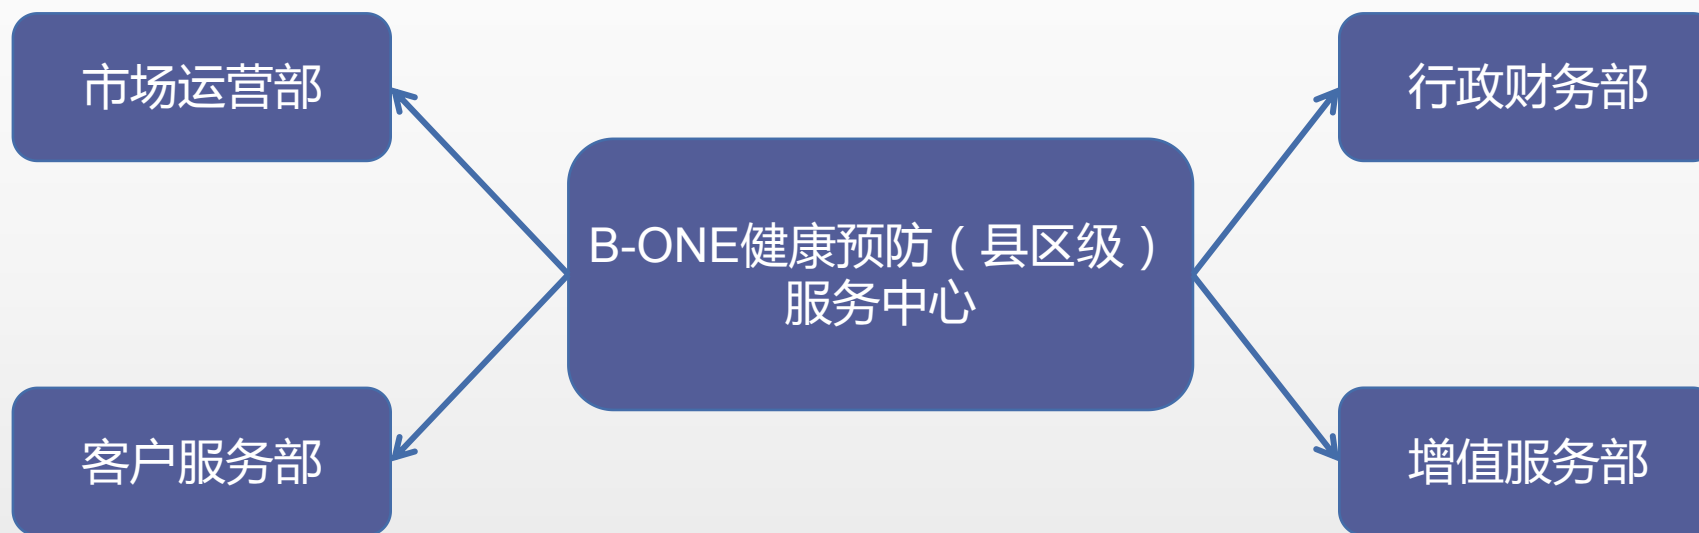 市场运营部
行政财务部
B-ONE健康预防（县区级）
服务中心
客户服务部
增值服务部